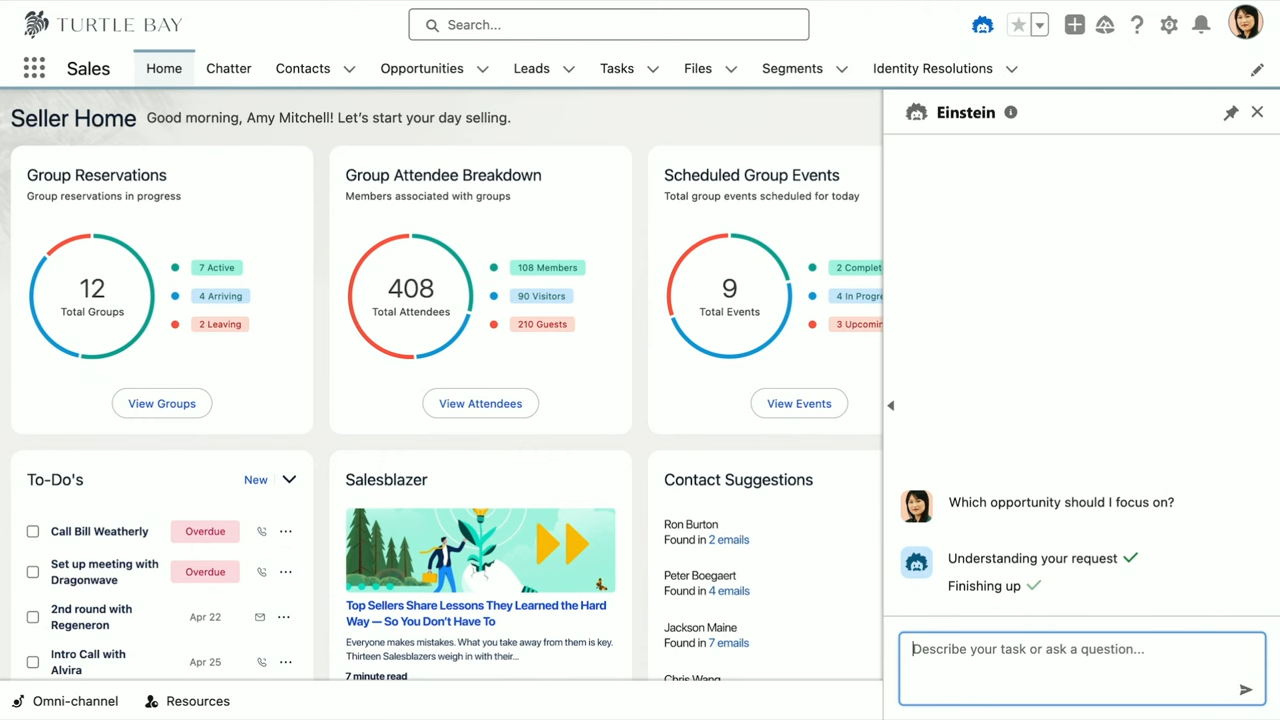 TURTLE BAY
Search...
Sales
Home
Chatter
Contacts
Opportunities
Leads
Tasks
Files
Segments
Identity Resolutions
Seller Home
Good morning, Amy Mitchell! Let's start your day selling.
Group Reservations
Group reservations in progress
12
Total Groups
7 Active
4 Arriving
2 Leaving
View Groups
Group Attendee Breakdown
Members associated with groups
408
Total Attendees
108 Members
90 Visitors
210 Guests
View Attendees
Scheduled Group Events
Total group events scheduled for today
9
Total Events
2 Complet
4 In Progre
3 Upcomin
View Events
To-Do's
New
Call Bill Weatherly
Overdue
Set up meeting with
Dragonwave
Overdue
2nd round with
Regeneron
Apr 22
Intro Call with
Alvira
Apr 25
Salesblazer
Top Sellers Share Lessons They Learned the Hard
Way — So You Don't Have To
Everyone makes mistakes. What you take away from them is key.
Thirteen Salesblazers weigh in with their...
7 minute read
Contact Suggestions
Ron Burton
Found in 2 emails
Peter Boegaert
Found in 4 emails
Jackson Maine
Found in 7 emails
Chris Wang
Einstein
Which opportunity should I focus on?
Understanding your request
Finishing up
Describe your task or ask a question...
Omni-channel
Resources